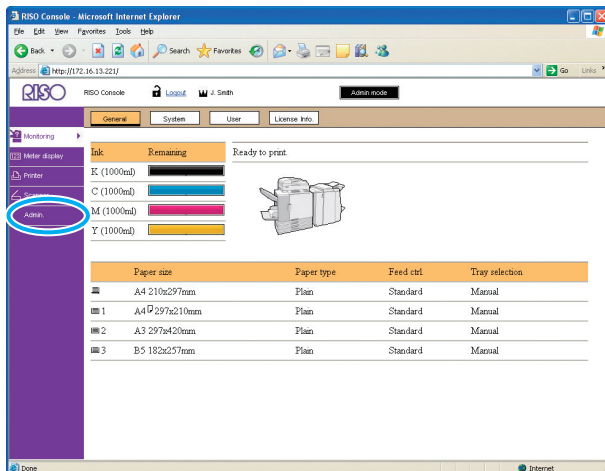 RISO Console - Microsoft Internet Explorer
File Edit View Favorites Tools Help
Back Search Favorites
Address http://172.16.13.221/ Go Links »
RISO RISO Console Logout J. Smith Admin mode
General System User License Info.
Monitoring
Meter display
Printer
Scanner
Admin.
Ink Remaining
K (1000ml)
C (1000ml)
M (1000ml)
Y (1000ml)
Ready to print.
Paper size Paper type Feed ctrl. Tray selection
A4 210x297mm Plain Standard Manual
1 A4 297x210mm Plain Standard Manual
2 A3 297x420mm Plain Standard Manual
3 B5 182x257mm Plain Standard Manual
Done Internet